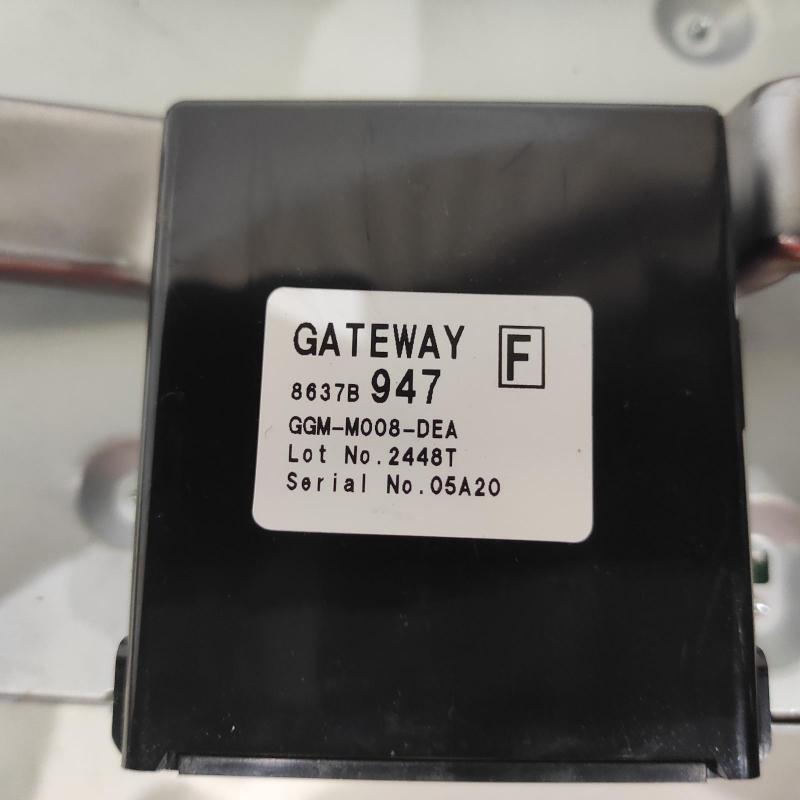 GATEWAY F
8637B 947
GGM-M008-DEA
Lot No.2448T
Serial No.05A20